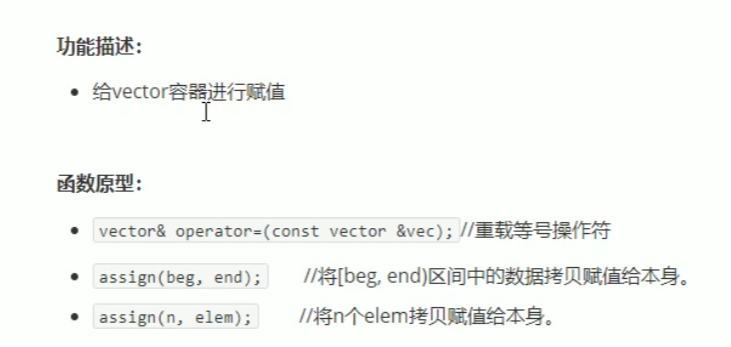 功能描述：
• 给vector容器进行赋值
函数原型：
• vector& operator=(const vector &vec);//重载等号操作符
• assign(beg, end); //将[beg, end)区间中的数据拷贝赋值给本身。
• assign(n, elem); //将n个elem拷贝赋值给本身。